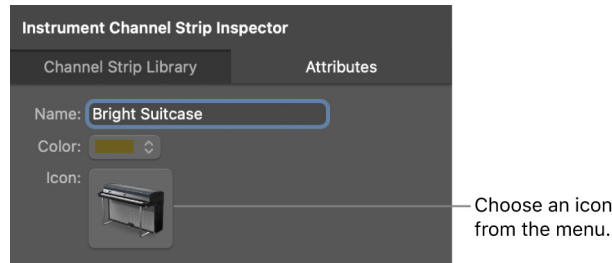 Instrument Channel Strip Inspector
Channel Strip Library Attributes
Name: Bright Suitcase
Color:
Icon:
Choose an icon
from the menu.